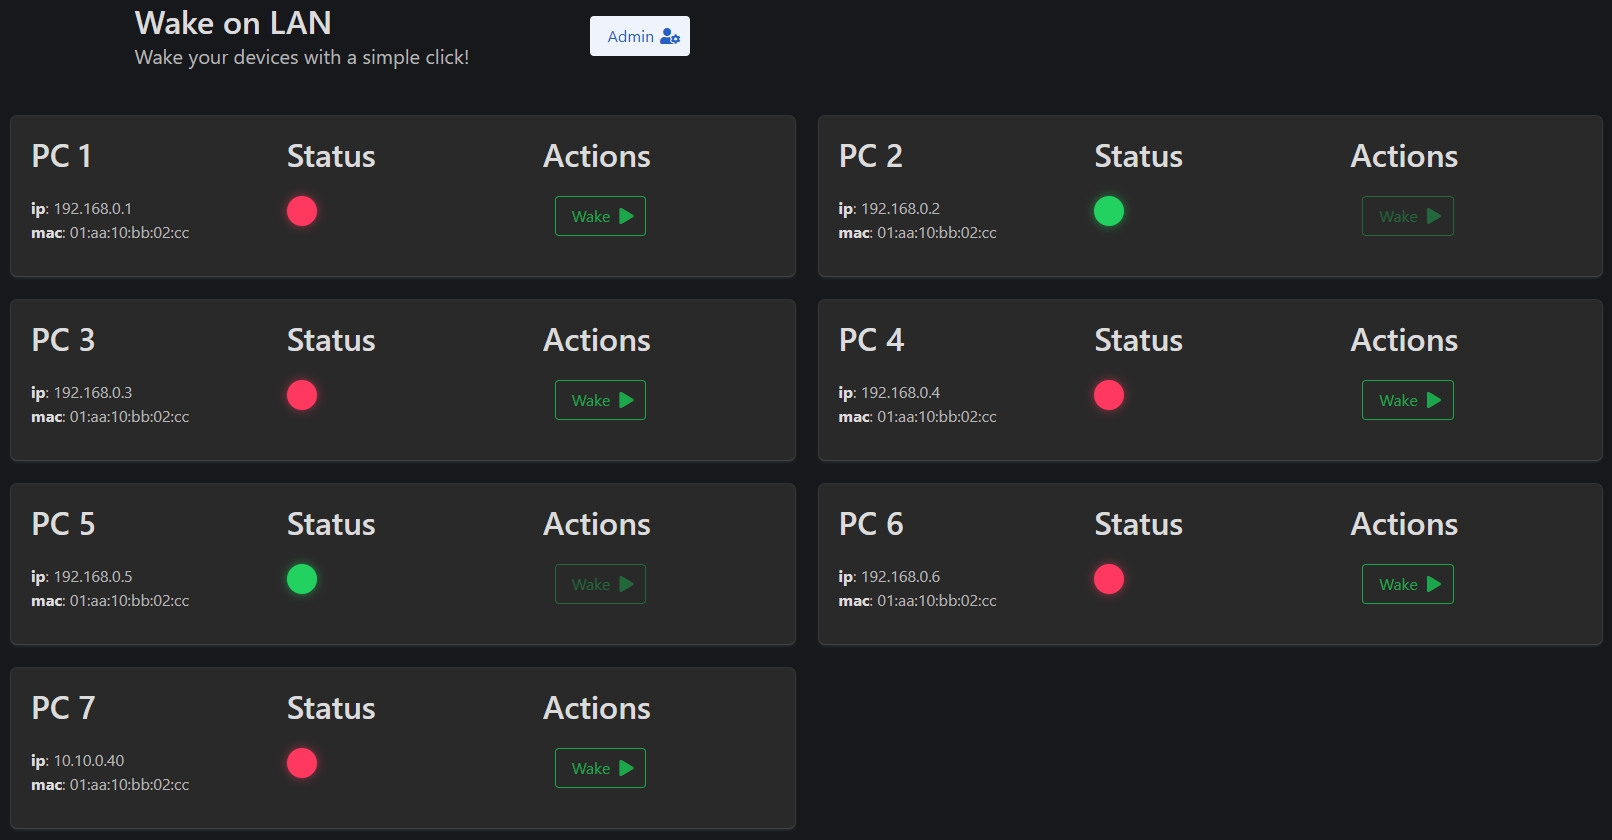 Wake on LAN
Wake your devices with a simple click!
Admin
PC 1 Status Actions
ip: 192.168.0.1
mac: 01:aa:10:bb:02:cc
Wake
PC 2 Status Actions
ip: 192.168.0.2
mac: 01:aa:10:bb:02:cc
Wake
PC 3 Status Actions
ip: 192.168.0.3
mac: 01:aa:10:bb:02:cc
Wake
PC 4 Status Actions
ip: 192.168.0.4
mac: 01:aa:10:bb:02:cc
Wake
PC 5 Status Actions
ip: 192.168.0.5
mac: 01:aa:10:bb:02:cc
Wake
PC 6 Status Actions
ip: 192.168.0.6
mac: 01:aa:10:bb:02:cc
Wake
PC 7 Status Actions
ip: 10.10.0.40
mac: 01:aa:10:bb:02:cc
Wake